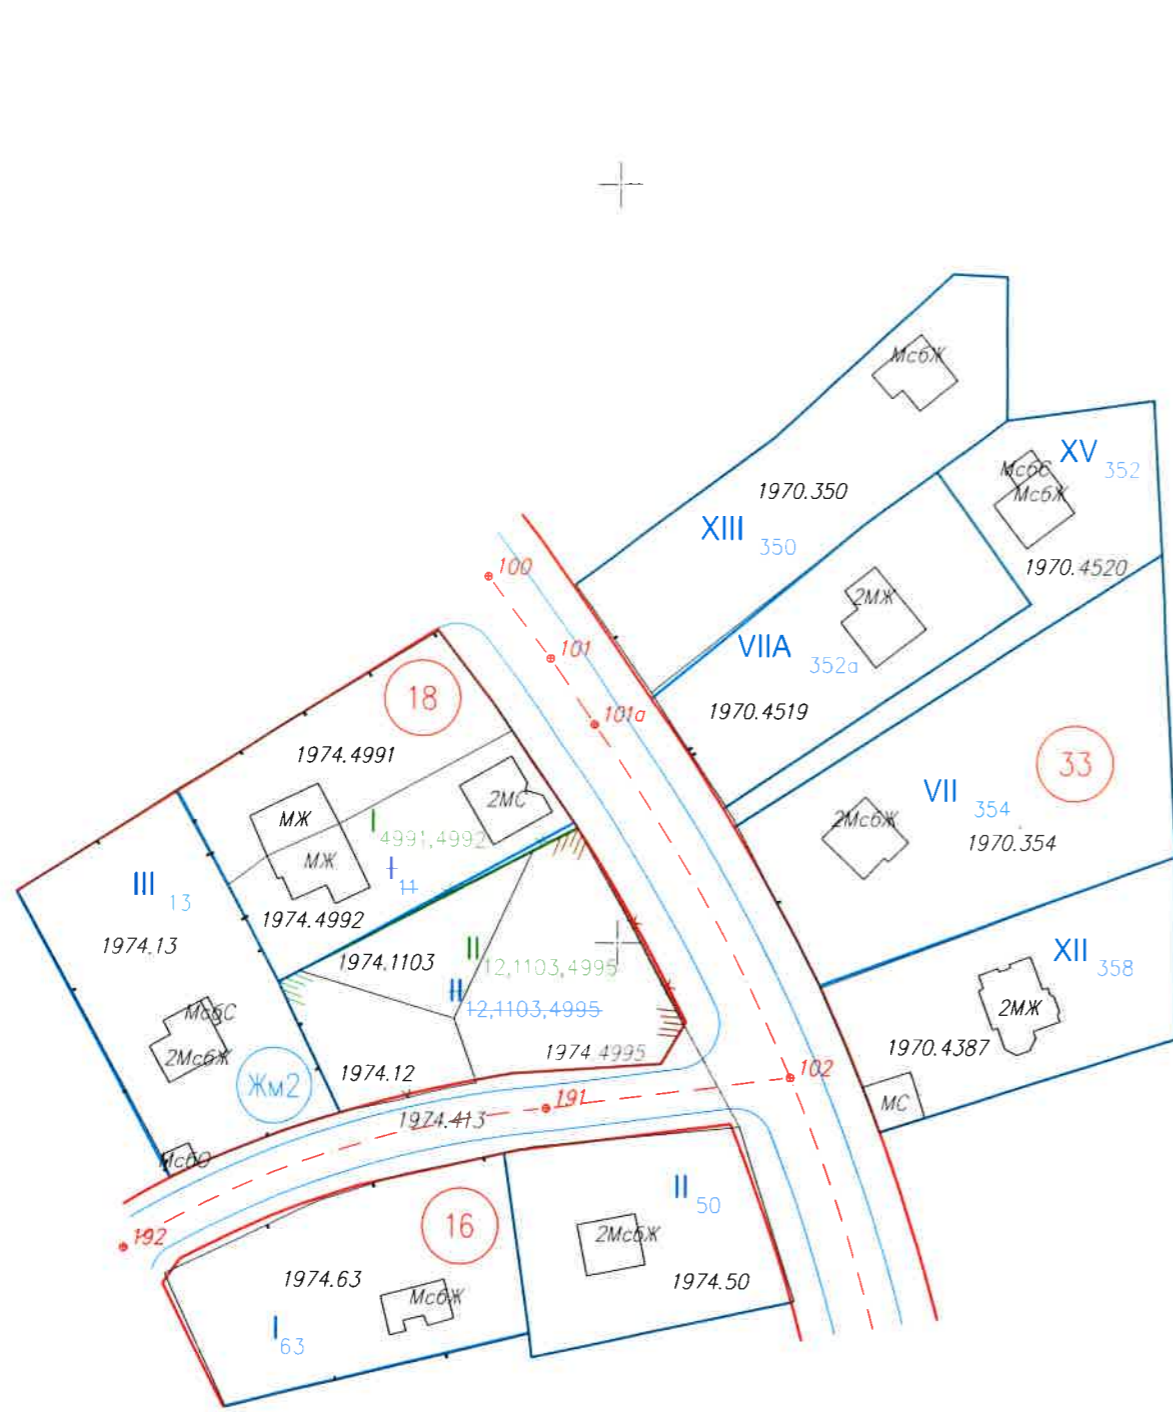 МсбЖ
XV 352
МсбС
МсбЖ
1970.350
XIII 350
1970.4520
100
2МЖ
101
VIIA 352а
18
1970.4519
101а
1974.4991
33
МЖ
2МС
VII 354
I 4991,4992
2МсбЖ
1970.354
МЖ
I 11
III 13
1974.4992
1974.13
1974.1103
II 12,1103,4995
XII 358
II 12,1103,4995
МсбС
2МЖ
2МсбЖ
1974.4995
1970.4387
1974.12
102
Жм2
191
МС
1974.413
МсбО
II 50
192
16
2МсбЖ
1974.63
1974.50
МсбЖ
I 63